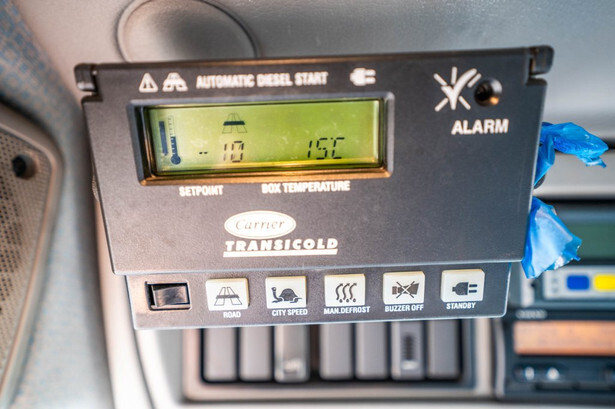 AUTOMATIC DIESEL START
ALARM
-10 15C
SETPOINT BOX TEMPERATURE
Carrier
TRANSICOLD
ROAD CITY SPEED MAN.DEFROST BUZZER OFF STANDBY